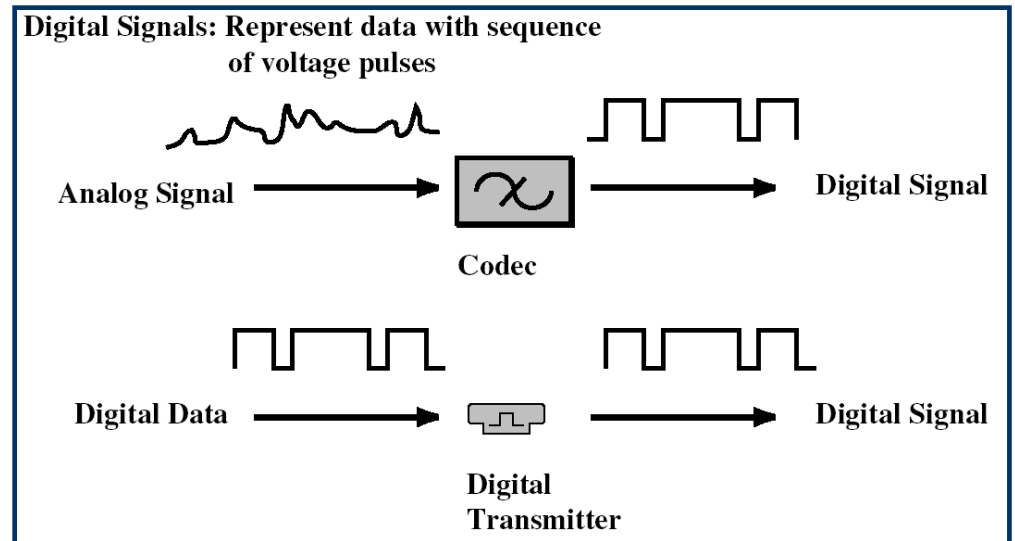 Digital Signals: Represent data with sequence
of voltage pulses
Analog Signal
Digital Signal
Codec
Digital Data
Digital Signal
Digital
Transmitter